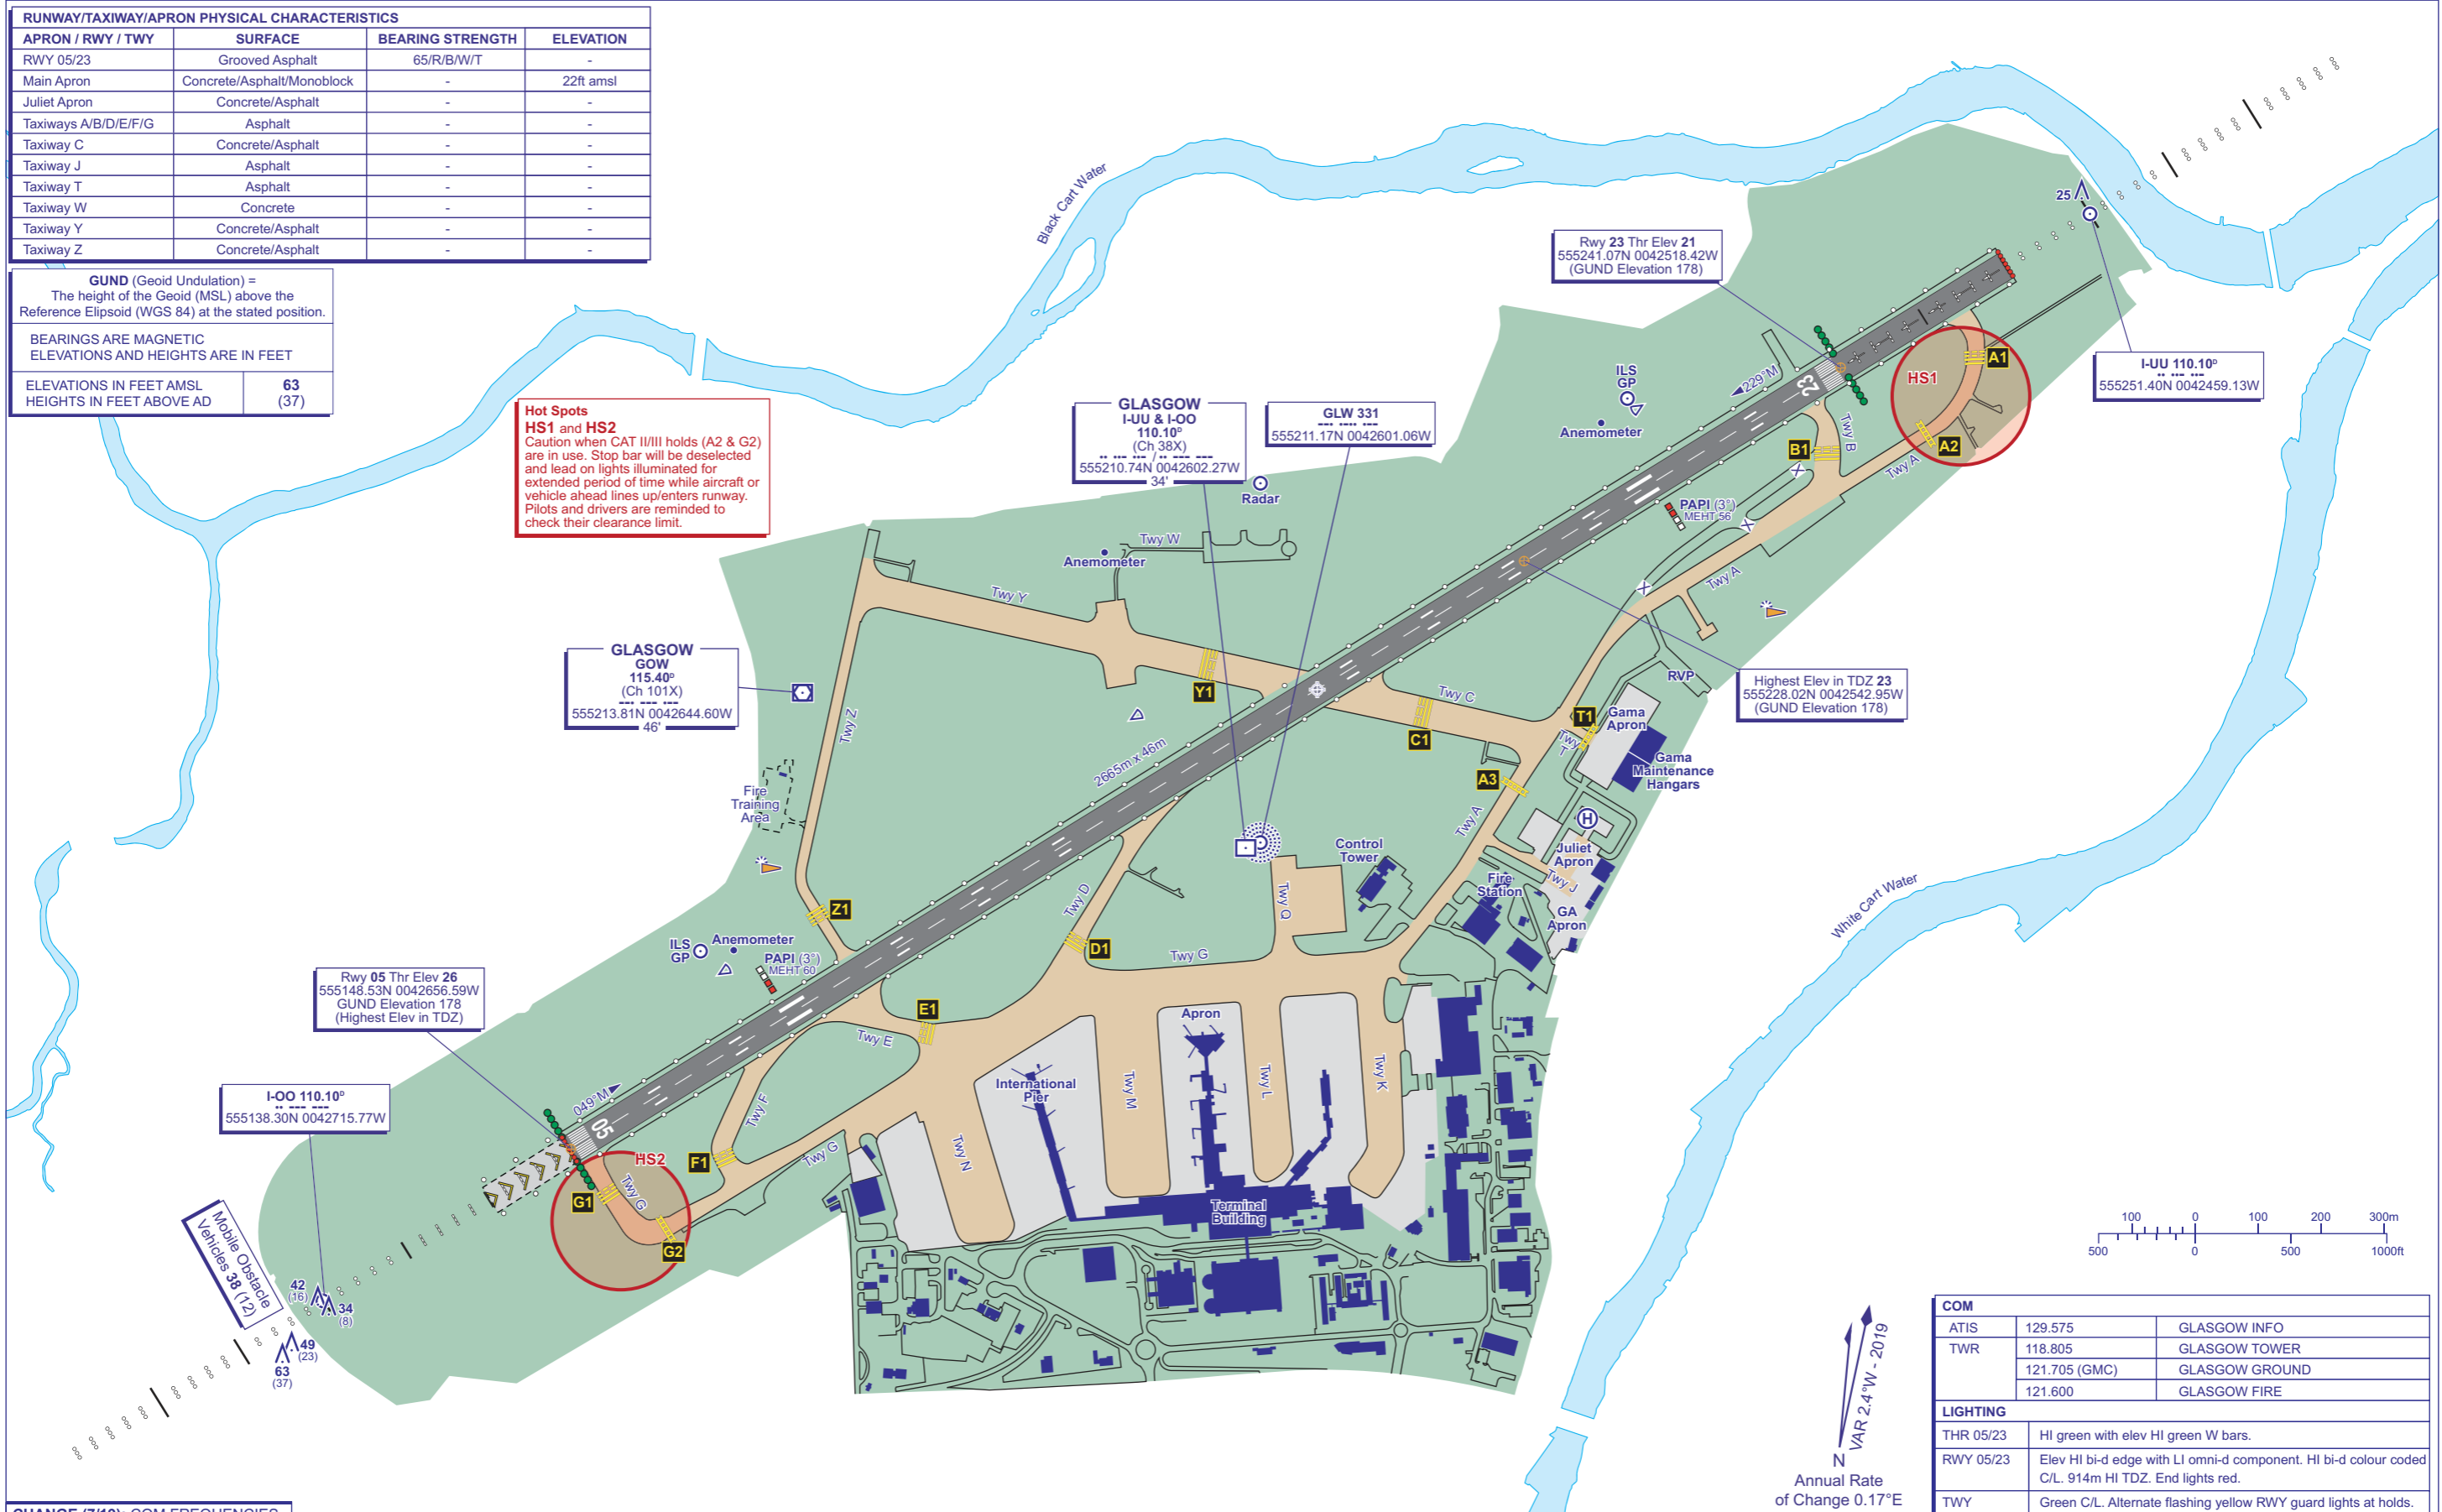 RUNWAY/TAXIWAY/APRON PHYSICAL CHARACTERISTICS
APRON / RWY / TWY SURFACE BEARING STRENGTH ELEVATION
RWY 05/23 Grooved Asphalt 65/R/B/W/T -
Main Apron Concrete/Asphalt/Monoblock - 22ft amsl
Juliet Apron Concrete/Asphalt - -
Taxiways A/B/D/E/F/G Asphalt - -
Taxiway C Concrete/Asphalt - -
Taxiway J Asphalt - -
Taxiway T Asphalt - -
Taxiway W Concrete - -
Taxiway Y Concrete/Asphalt - -
Taxiway Z Concrete/Asphalt - -
GUND (Geoid Undulation) =
The height of the Geoid (MSL) above the
Reference Elipsoid (WGS 84) at the stated position.
BEARINGS ARE MAGNETIC
ELEVATIONS AND HEIGHTS ARE IN FEET
ELEVATIONS IN FEET AMSL 63
HEIGHTS IN FEET ABOVE AD (37)
Hot Spots
HS1 and HS2
Caution when CAT II/III holds (A2 & G2)
are in use. Stop bar will be deselected
and lead on lights illuminated for
extended period of time while aircraft or
vehicle ahead lines up/enters runway.
Pilots and drivers are reminded to
check their clearance limit.
Black Cart Water
GLASGOW
I-UU & I-OO
110.10ᴰ
(Ch 38X)
555210.74N 0042602.27W
34'
GLW 331
555211.17N 0042601.06W
Rwy 23 Thr Elev 21
555241.07N 0042518.42W
(GUND Elevation 178)
25
I-UU 110.10ᴰ
555251.40N 0042459.13W
229°M
23
ILS
GP
Anemometer
HS1
A1
A2
B1
Twy B
Twy A
PAPI (3°)
MEHT 56
X
X
X
Radar
Twy W
Anemometer
Twy Y
Twy A
RVP
Highest Elev in TDZ 23
555228.02N 0042542.95W
(GUND Elevation 178)
GLASGOW
GOW
115.40ᴰ
(Ch 101X)
555213.81N 0042644.60W
46'
Y1
Twy C
C1
T1
Twy
T
Gama
Apron
Gama
Maintenance
Hangars
Twy Z
2665m x 46m
A3
Twy A
H
Juliet
Apron
Twy J
Fire
Training
Area
Control
Tower
Fire
Station
GA
Apron
Twy D
Twy Q
Z1
D1
Twy G
White Cart Water
ILS
GP
Anemometer
PAPI (3°)
MEHT 60
Rwy 05 Thr Elev 26
555148.53N 0042656.59W
GUND Elevation 178
(Highest Elev in TDZ)
E1
Twy E
Apron
International
Pier
Twy M
Twy L
Twy K
Twy N
I-OO 110.10ᴰ
555138.30N 0042715.77W
049°M
05
Twy F
F1
Twy G
HS2
G1
Twy G
G2
Terminal
Building
Mobile Obstacle
Vehicles 38 (12)
42
(16)
34
(8)
49
(23)
63
(37)
100 0 100 200 300m
500 0 500 1000ft
VAR 2.4°W - 2019
N
Annual Rate
of Change 0.17°E
COM
ATIS 129.575 GLASGOW INFO
TWR 118.805 GLASGOW TOWER
121.705 (GMC) GLASGOW GROUND
121.600 GLASGOW FIRE
LIGHTING
THR 05/23 HI green with elev HI green W bars.
RWY 05/23 Elev HI bi-d edge with LI omni-d component. HI bi-d colour coded
C/L. 914m HI TDZ. End lights red.
TWY Green C/L. Alternate flashing yellow RWY guard lights at holds.
CHANGE (7/19): COM FREQUENCIES